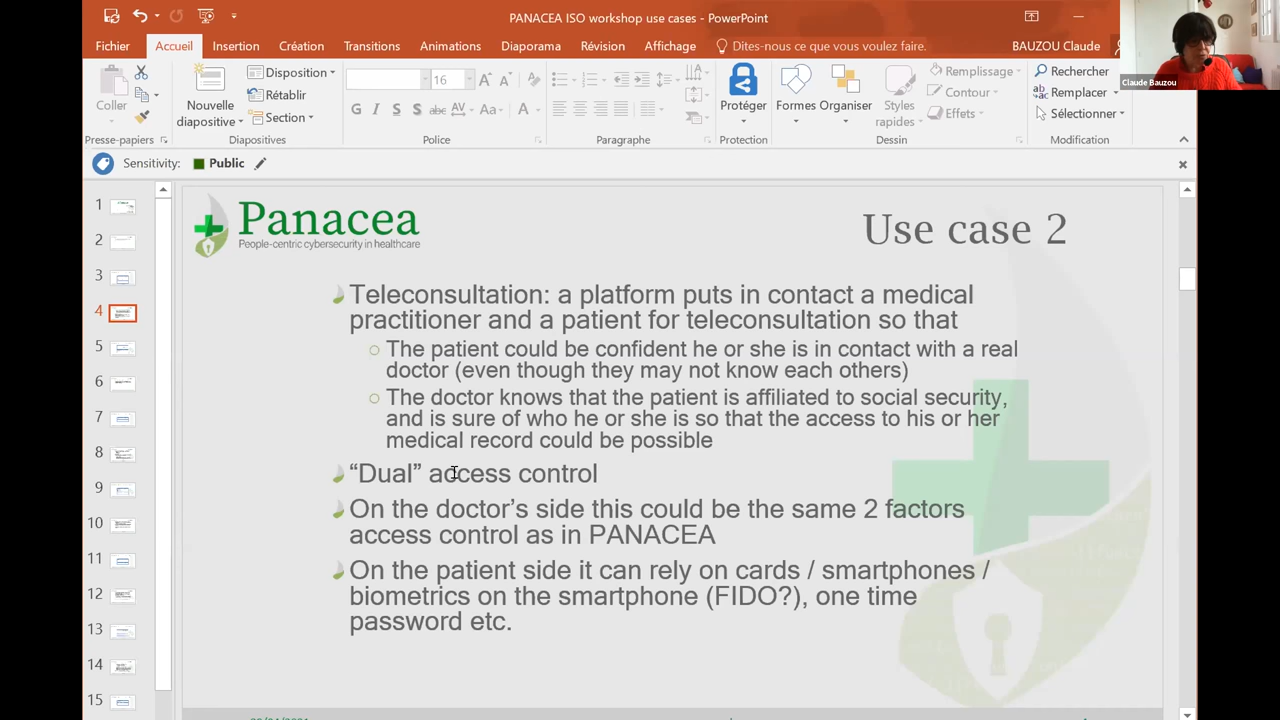 PANACEA ISO workshop use cases - PowerPoint
Fichier Accueil Insertion Création Transitions Animations Diaporama Révision Affichage Dites-nous ce que vous voulez faire. BAUZOU Claude
Claude Bauzou
Coller
Nouvelle diapositive
Disposition
Rétablir
Section
16
G I S S abc AV Aa A
Protéger
Formes Organiser Styles rapides
Remplissage
Contour
Effets
Rechercher
Remplacer
Sélectionner
Presse-papiers Diapositives Police Paragraphe Protection Dessin Modification
Sensitivity: Public
1
2
3
4
5
6
7
8
9
10
11
12
13
14
15
Panacea
People-centric cybersecurity in healthcare
Use case 2
Teleconsultation: a platform puts in contact a medical
practitioner and a patient for teleconsultation so that
The patient could be confident he or she is in contact with a real
doctor (even though they may not know each others)
The doctor knows that the patient is affiliated to social security,
and is sure of who he or she is so that the access to his or her
medical record could be possible
“Dual” access control
On the doctor’s side this could be the same 2 factors
access control as in PANACEA
On the patient side it can rely on cards / smartphones /
biometrics on the smartphone (FIDO?), one time
password etc.